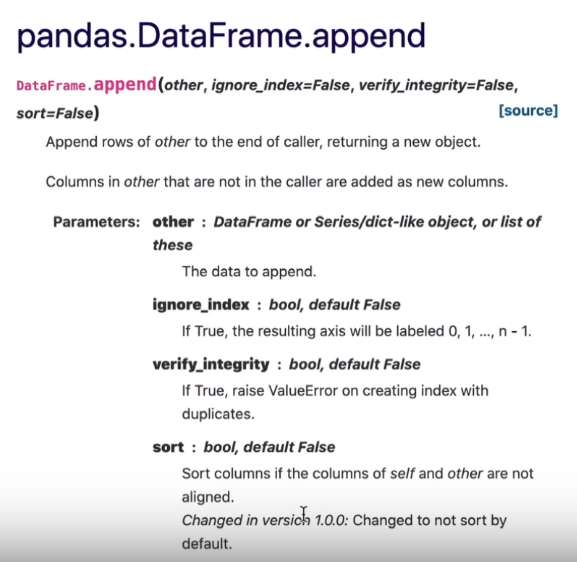 pandas.DataFrame.append
DataFrame.append(other, ignore_index=False, verify_integrity=False,
sort=False) [source]
Append rows of other to the end of caller, returning a new object.
Columns in other that are not in the caller are added as new columns.
Parameters: other : DataFrame or Series/dict-like object, or list of
these
The data to append.
ignore_index : bool, default False
If True, the resulting axis will be labeled 0, 1, …, n - 1.
verify_integrity : bool, default False
If True, raise ValueError on creating index with
duplicates.
sort : bool, default False
Sort columns if the columns of self and other are not
aligned.
Changed in version 1.0.0: Changed to not sort by
default.